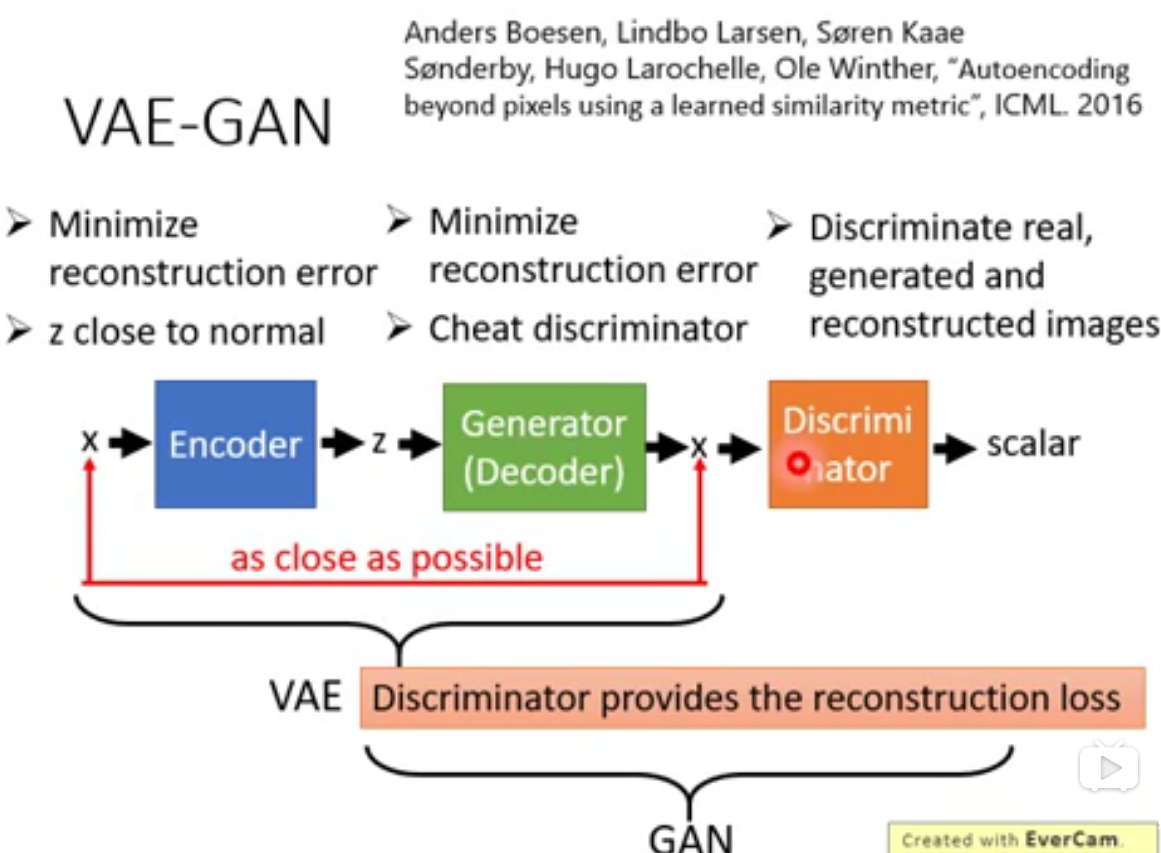 Anders Boesen, Lindbo Larsen, Søren Kaae
Sønderby, Hugo Larochelle, Ole Winther, “Autoencoding
beyond pixels using a learned similarity metric”, ICML. 2016
VAE-GAN
➢ Minimize
reconstruction error
➢ z close to normal
➢ Minimize
reconstruction error
➢ Cheat discriminator
➢ Discriminate real,
generated and
reconstructed images
x
Encoder
z
Generator
(Decoder)
x
Discrimi
nator
scalar
as close as possible
VAE
Discriminator provides the reconstruction loss
GAN
Created with EverCam.